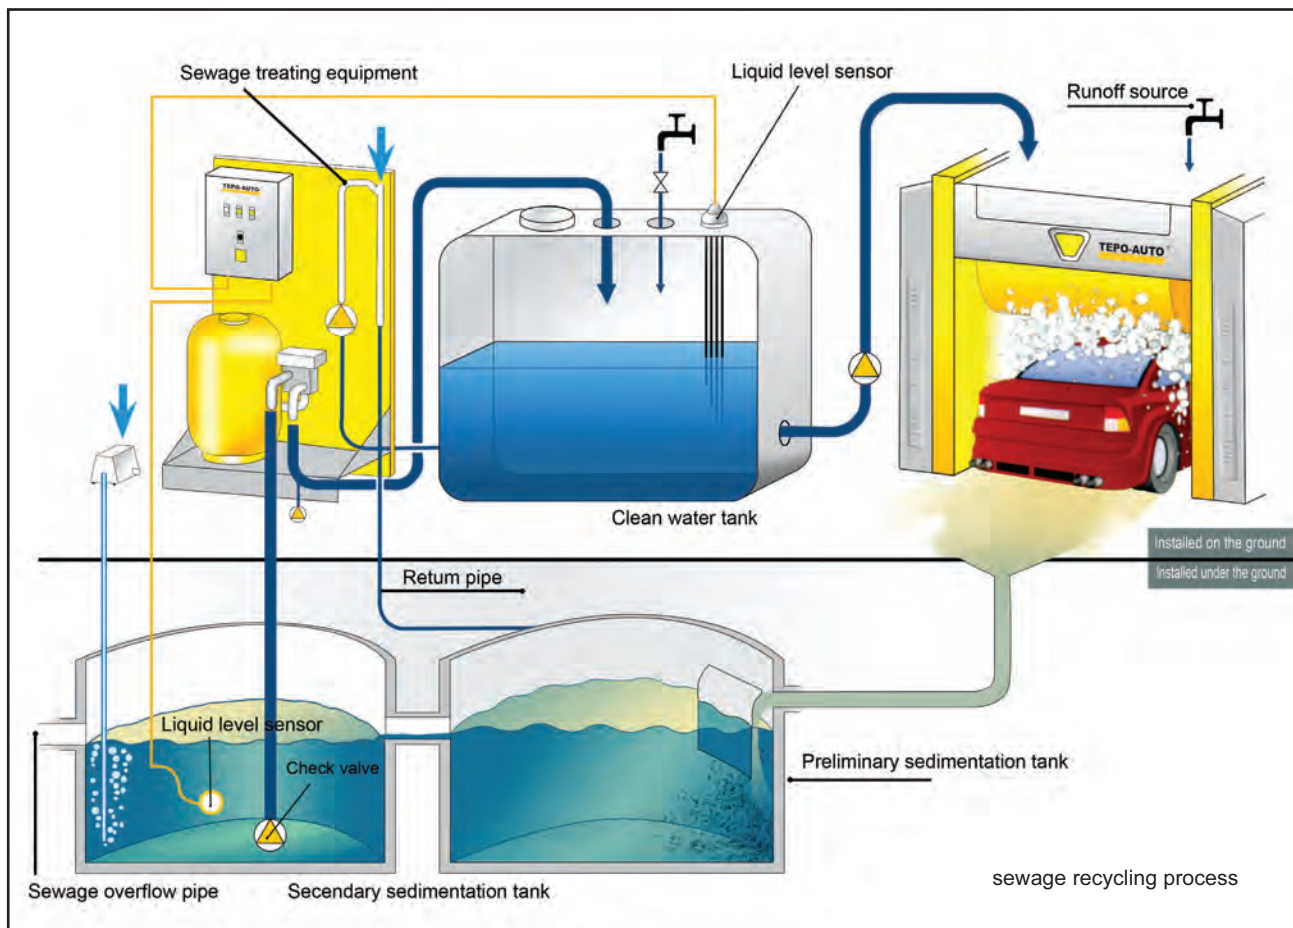 Sewage treating equipment
Liquid level sensor
Runoff source
TEPO-AUTO
TEPO-AUTO
Clean water tank
Installed on the ground
Installed under the ground
Retum pipe
Liquid level sensor
Check valve
Preliminary sedimentation tank
Sewage overflow pipe
Secendary sedimentation tank
sewage recycling process